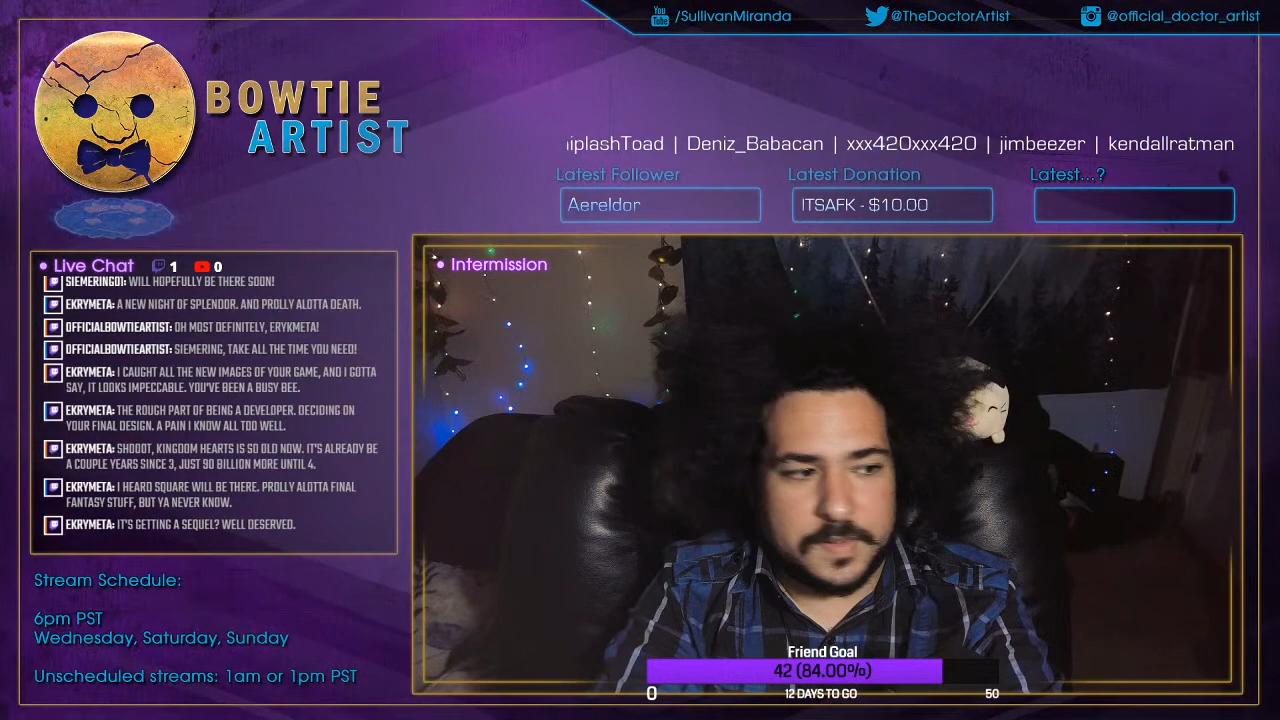 You Tube /SullivanMiranda
@TheDoctorArtist
@official_doctor_artist
BOWTIE
ARTIST
iplashToad | Deniz_Babacan | xxx420xxx420 | jimbeezer | kendallratman
Latest Follower
Latest Donation
Latest...?
Aereldor
ITSAFK - $10.00
Live Chat 1 0
Intermission
SIEMERING01: WILL HOPEFULLY BE THERE SOON!
EKRYMETA: A NEW NIGHT OF SPLENDOR. AND PROLLY ALOTTA DEATH.
OFFICIALBOWTIEARTIST: OH MOST DEFINITELY, ERYKMETA!
OFFICIALBOWTIEARTIST: SIEMERING, TAKE ALL THE TIME YOU NEED!
EKRYMETA: I CAUGHT ALL THE NEW IMAGES OF YOUR GAME, AND I GOTTA
SAY, IT LOOKS IMPECCABLE. YOU'VE BEEN A BUSY BEE.
EKRYMETA: THE ROUGH PART OF BEING A DEVELOPER. DECIDING ON
YOUR FINAL DESIGN. A PAIN I KNOW ALL TOO WELL.
EKRYMETA: SHOOOT, KINGDOM HEARTS IS SO OLD NOW. IT'S ALREADY BE
A COUPLE YEARS SINCE 3, JUST 90 BILLION MORE UNTIL 4.
EKRYMETA: I HEARD SQUARE WILL BE THERE. PROLLY ALOTTA FINAL
FANTASY STUFF, BUT YA NEVER KNOW.
EKRYMETA: IT'S GETTING A SEQUEL? WELL DESERVED.
Stream Schedule:
6pm PST
Wednesday, Saturday, Sunday
Unscheduled streams: 1am or 1pm PST
Friend Goal
42 (84.00%)
0 12 DAYS TO GO 50